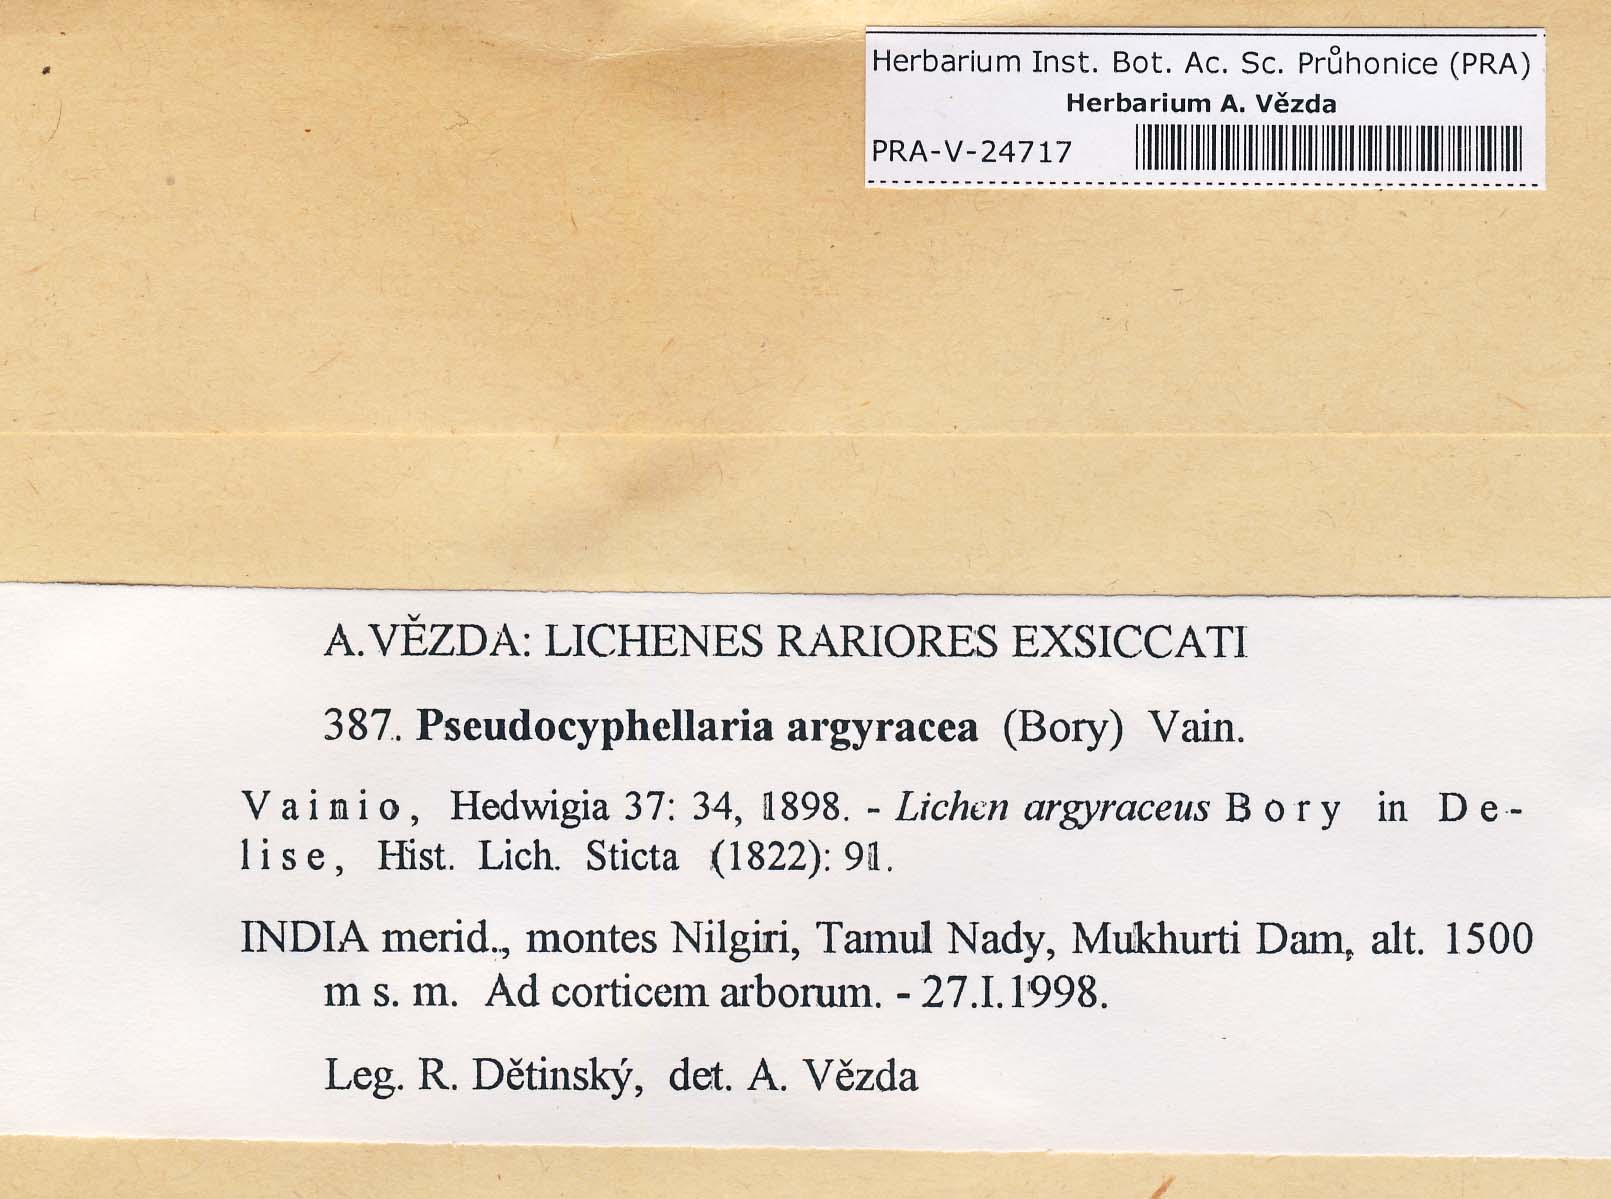 Herbarium Inst. Bot. Ac. Sc. Průhonice (PRA)
Herbarium A. Vězda
PRA-V-24717
A. VĚZDA: LICHENES RARIORES EXSICCATI
387. Pseudocyphellaria argyracea (Bory) Vain.
Vainio, Hedwigia 37: 34, 1898. - Lichen argyraceus Bory in De-
lise, Hist. Lich. Sticta (1822): 91.
INDIA merid., montes Nilgiri, Tamul Nady, Mukhurti Dam, alt. 1500
m s. m. Ad corticem arborum. - 27.I.1998.
Leg. R. Dětinský, det. A. Vězda